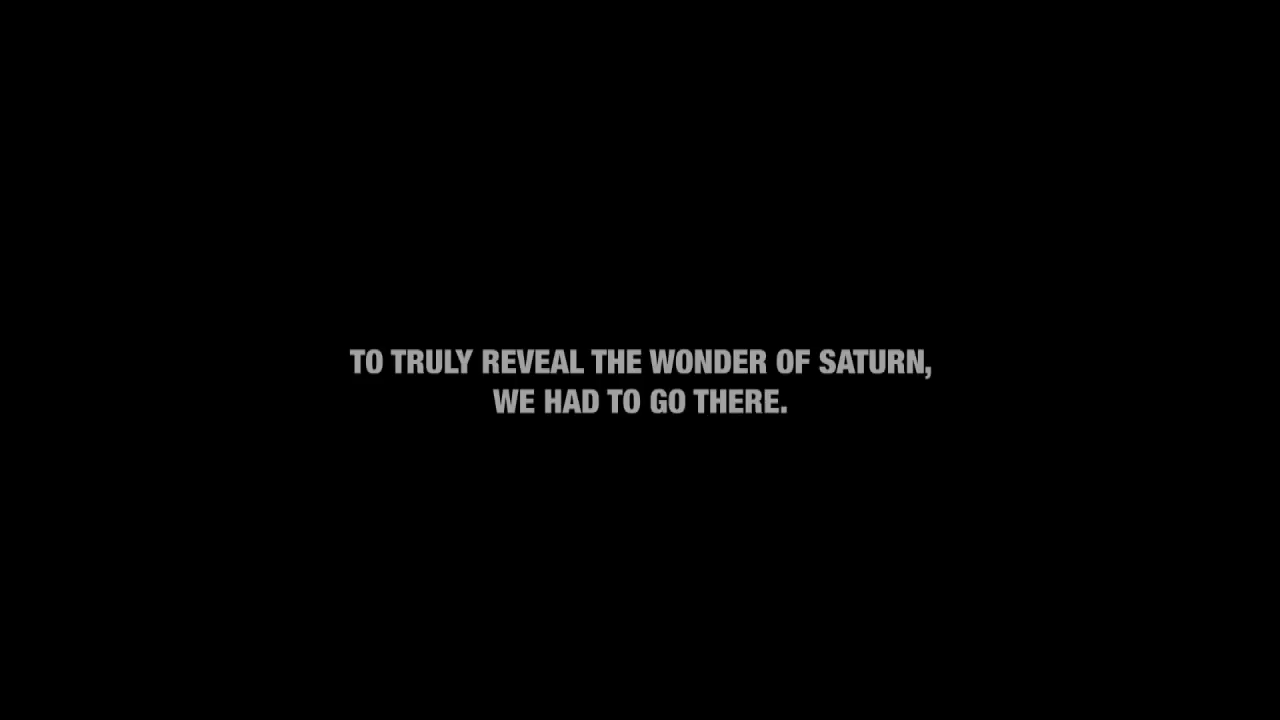 TO TRULY REVEAL THE WONDER OF SATURN,
WE HAD TO GO THERE.